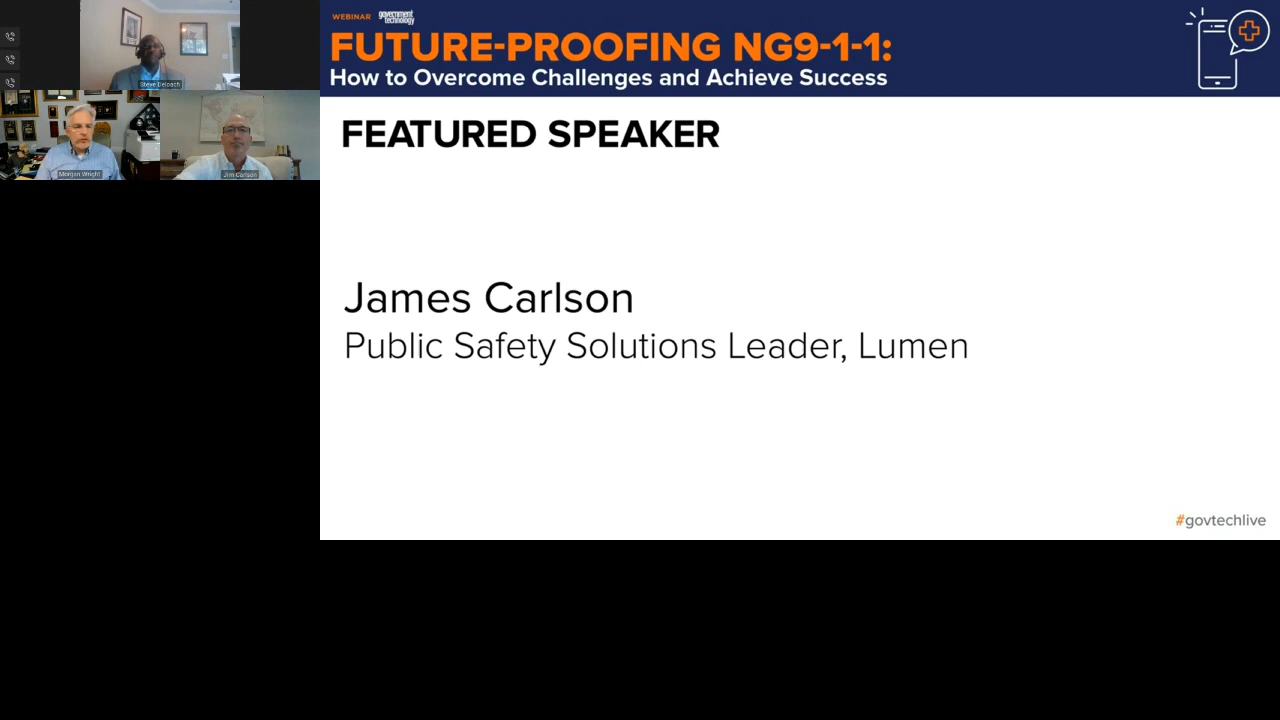 Steve Deloach
Morgan Wright
Jim Carlson
WEBINAR government technology
FUTURE-PROOFING NG9-1-1:
How to Overcome Challenges and Achieve Success
FEATURED SPEAKER
James Carlson
Public Safety Solutions Leader, Lumen
#govtechlive